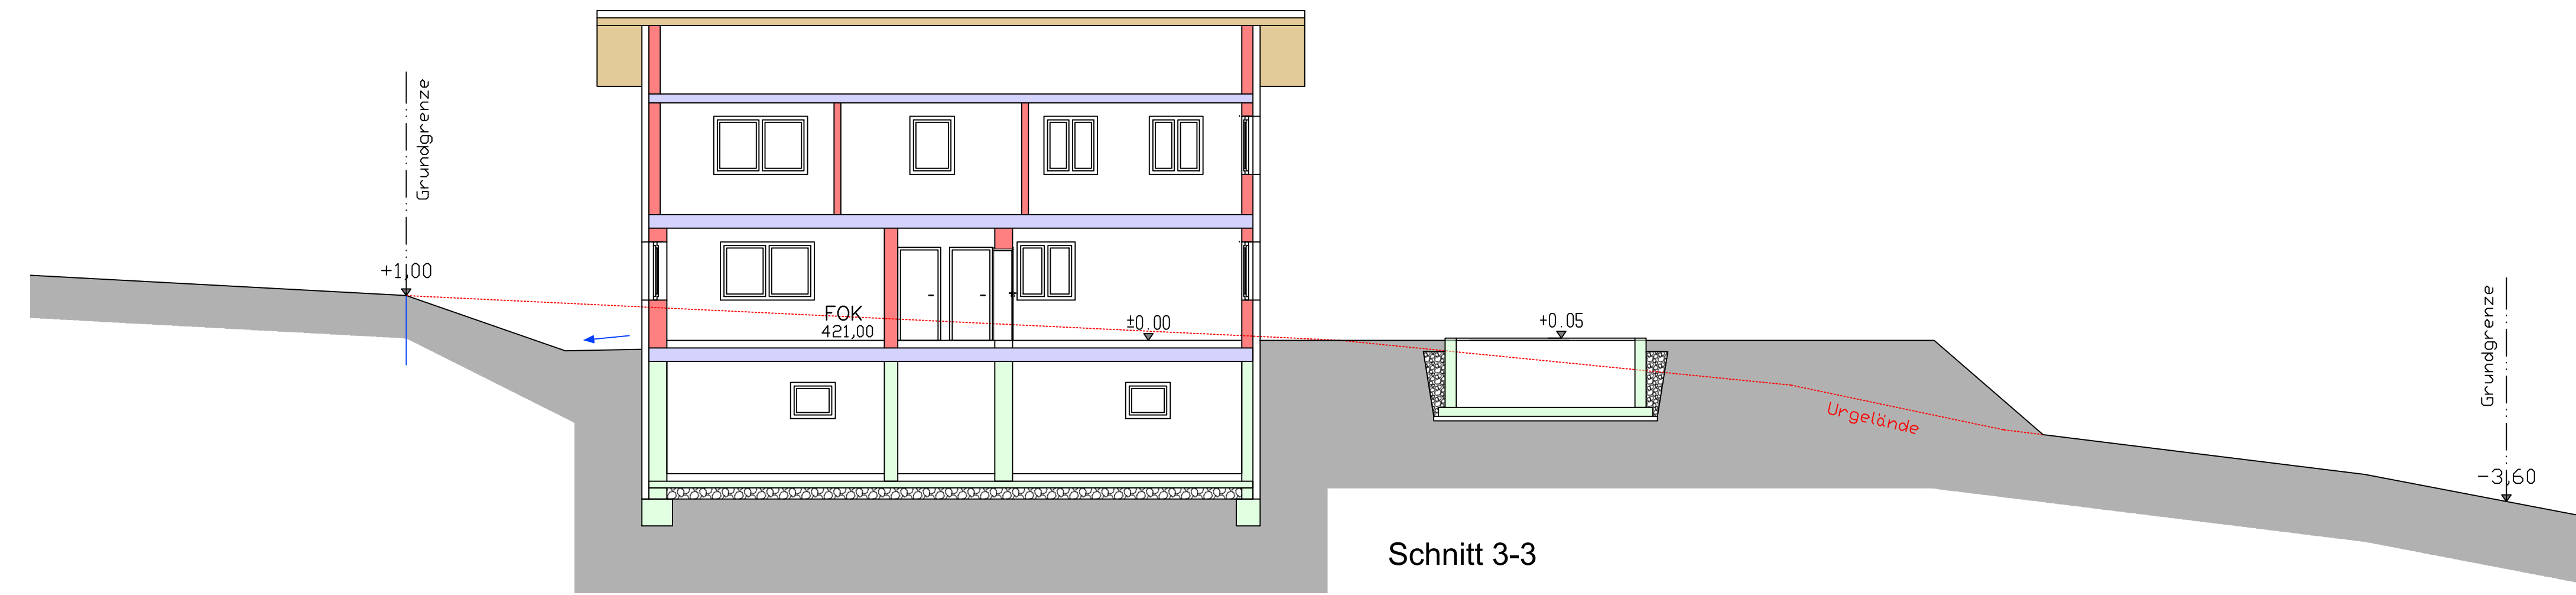 Grundgrenze
+1,00
FOK
421,00
±0.00
+0.05
Urgelände
Grundgrenze
-3,60
Schnitt 3-3